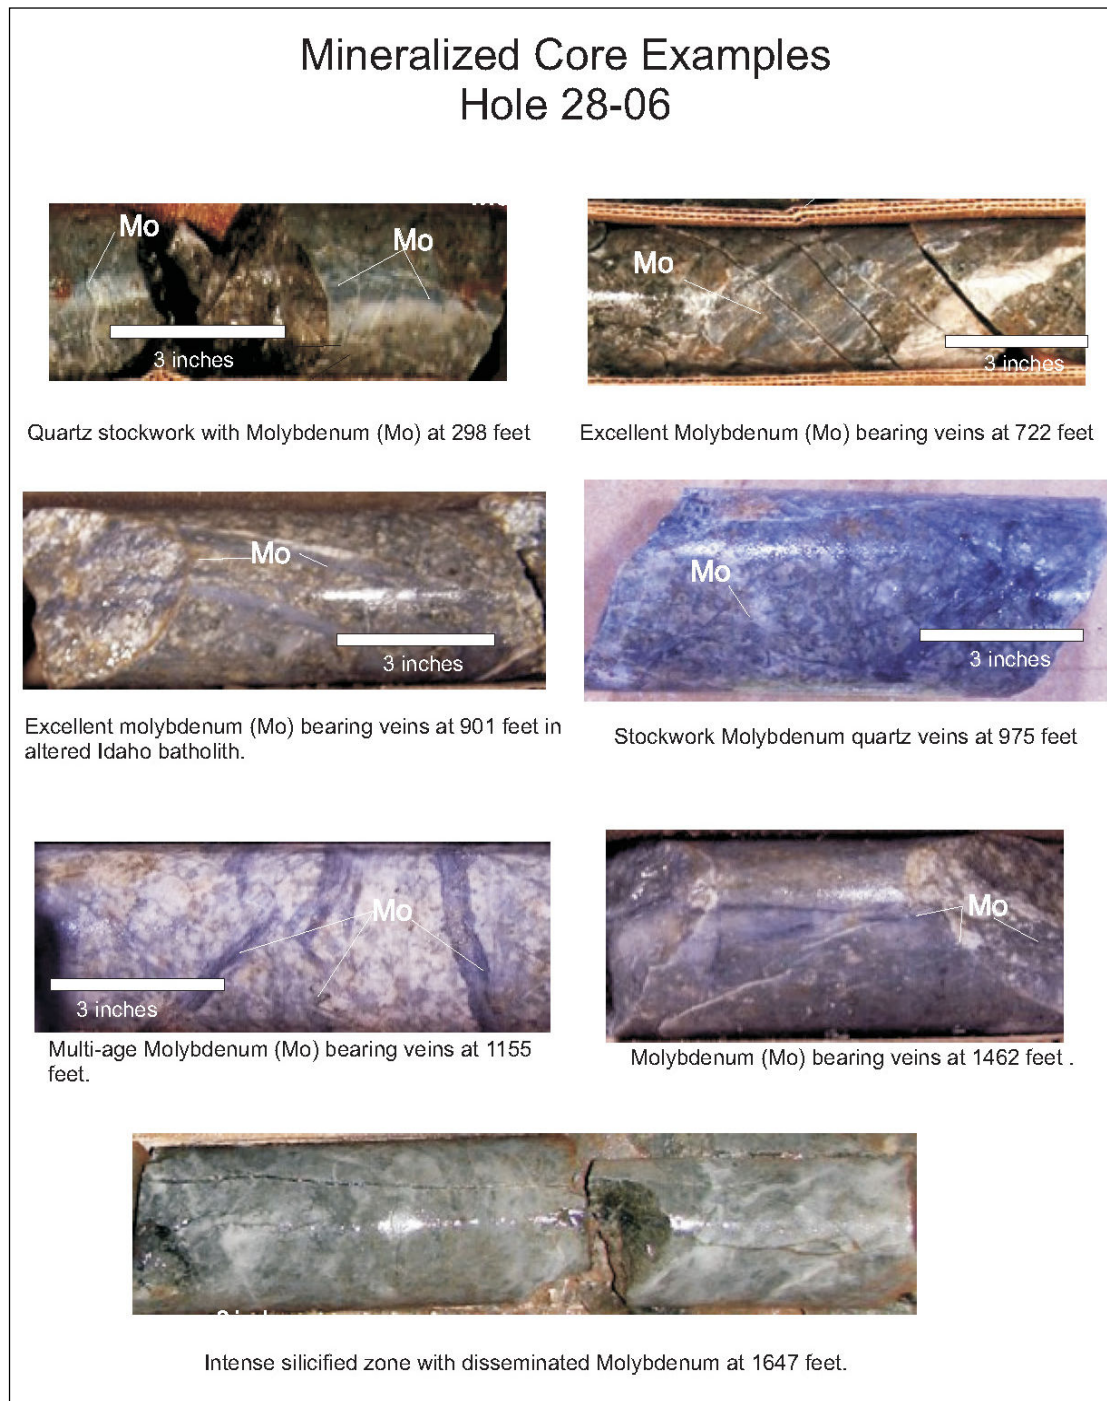 Mineralized Core Examples
Hole 28-06
Mo
Mo
3 inches
Mo
3 inches
Quartz stockwork with Molybdenum (Mo) at 298 feet
Excellent Molybdenum (Mo) bearing veins at 722 feet
Mo
3 inches
Mo
3 inches
Excellent molybdenum (Mo) bearing veins at 901 feet in
altered Idaho batholith.
Stockwork Molybdenum quartz veins at 975 feet
Mo
3 inches
Mo
Multi-age Molybdenum (Mo) bearing veins at 1155
feet.
Molybdenum (Mo) bearing veins at 1462 feet .
Intense silicified zone with disseminated Molybdenum at 1647 feet.